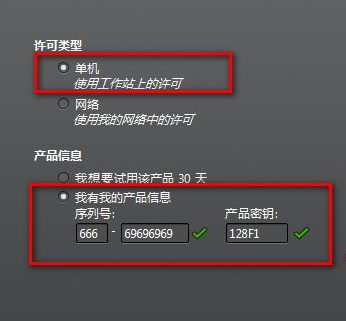 许可类型
单机
使用工作站上的许可
网络
使用我的网络中的许可
产品信息
我想要试用该产品 30 天
我有我的产品信息
序列号: 产品密钥:
666 - 69696969 128F1